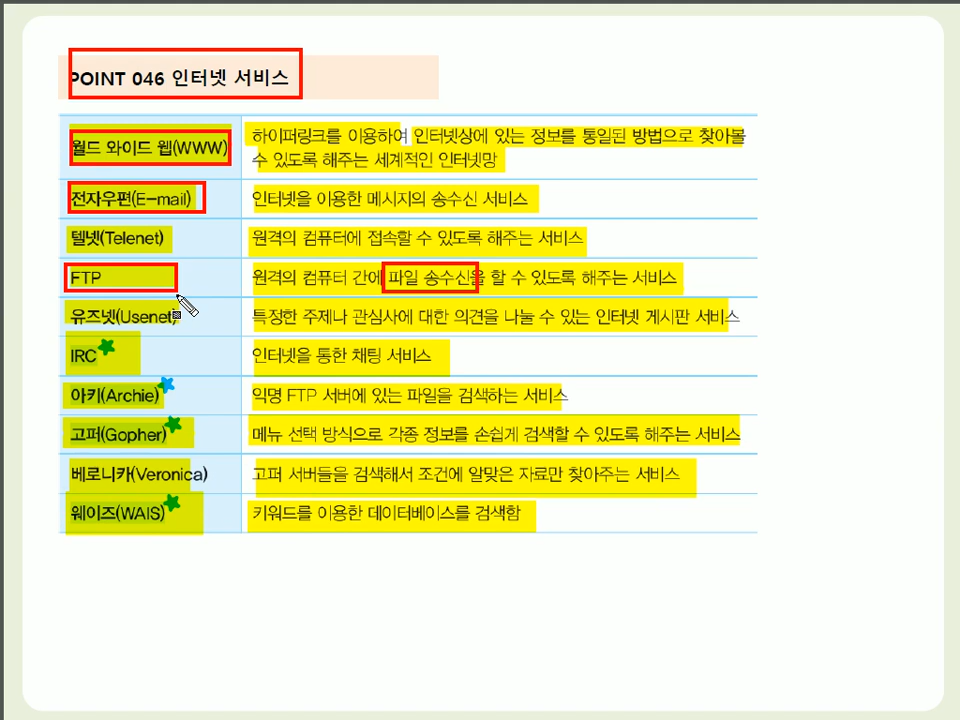 POINT 046 인터넷 서비스
월드 와이드 웹(WWW)
하이퍼링크를 이용하여 인터넷상에 있는 정보를 통일된 방법으로 찾아볼
수 있도록 해주는 세계적인 인터넷망
전자우편(E-mail)
인터넷을 이용한 메시지의 송수신 서비스
텔넷(Telenet)
원격의 컴퓨터에 접속할 수 있도록 해주는 서비스
FTP
원격의 컴퓨터 간에 파일 송수신을 할 수 있도록 해주는 서비스
유즈넷(Usenet)
특정한 주제나 관심사에 대한 의견을 나눌 수 있는 인터넷 게시판 서비스
IRC
인터넷을 통한 채팅 서비스
아키(Archie)
익명 FTP 서버에 있는 파일을 검색하는 서비스
고퍼(Gopher)
메뉴 선택 방식으로 각종 정보를 손쉽게 검색할 수 있도록 해주는 서비스
베로니카(Veronica)
고퍼 서버들을 검색해서 조건에 알맞은 자료만 찾아주는 서비스
웨이즈(WAIS)
키워드를 이용한 데이터베이스를 검색함